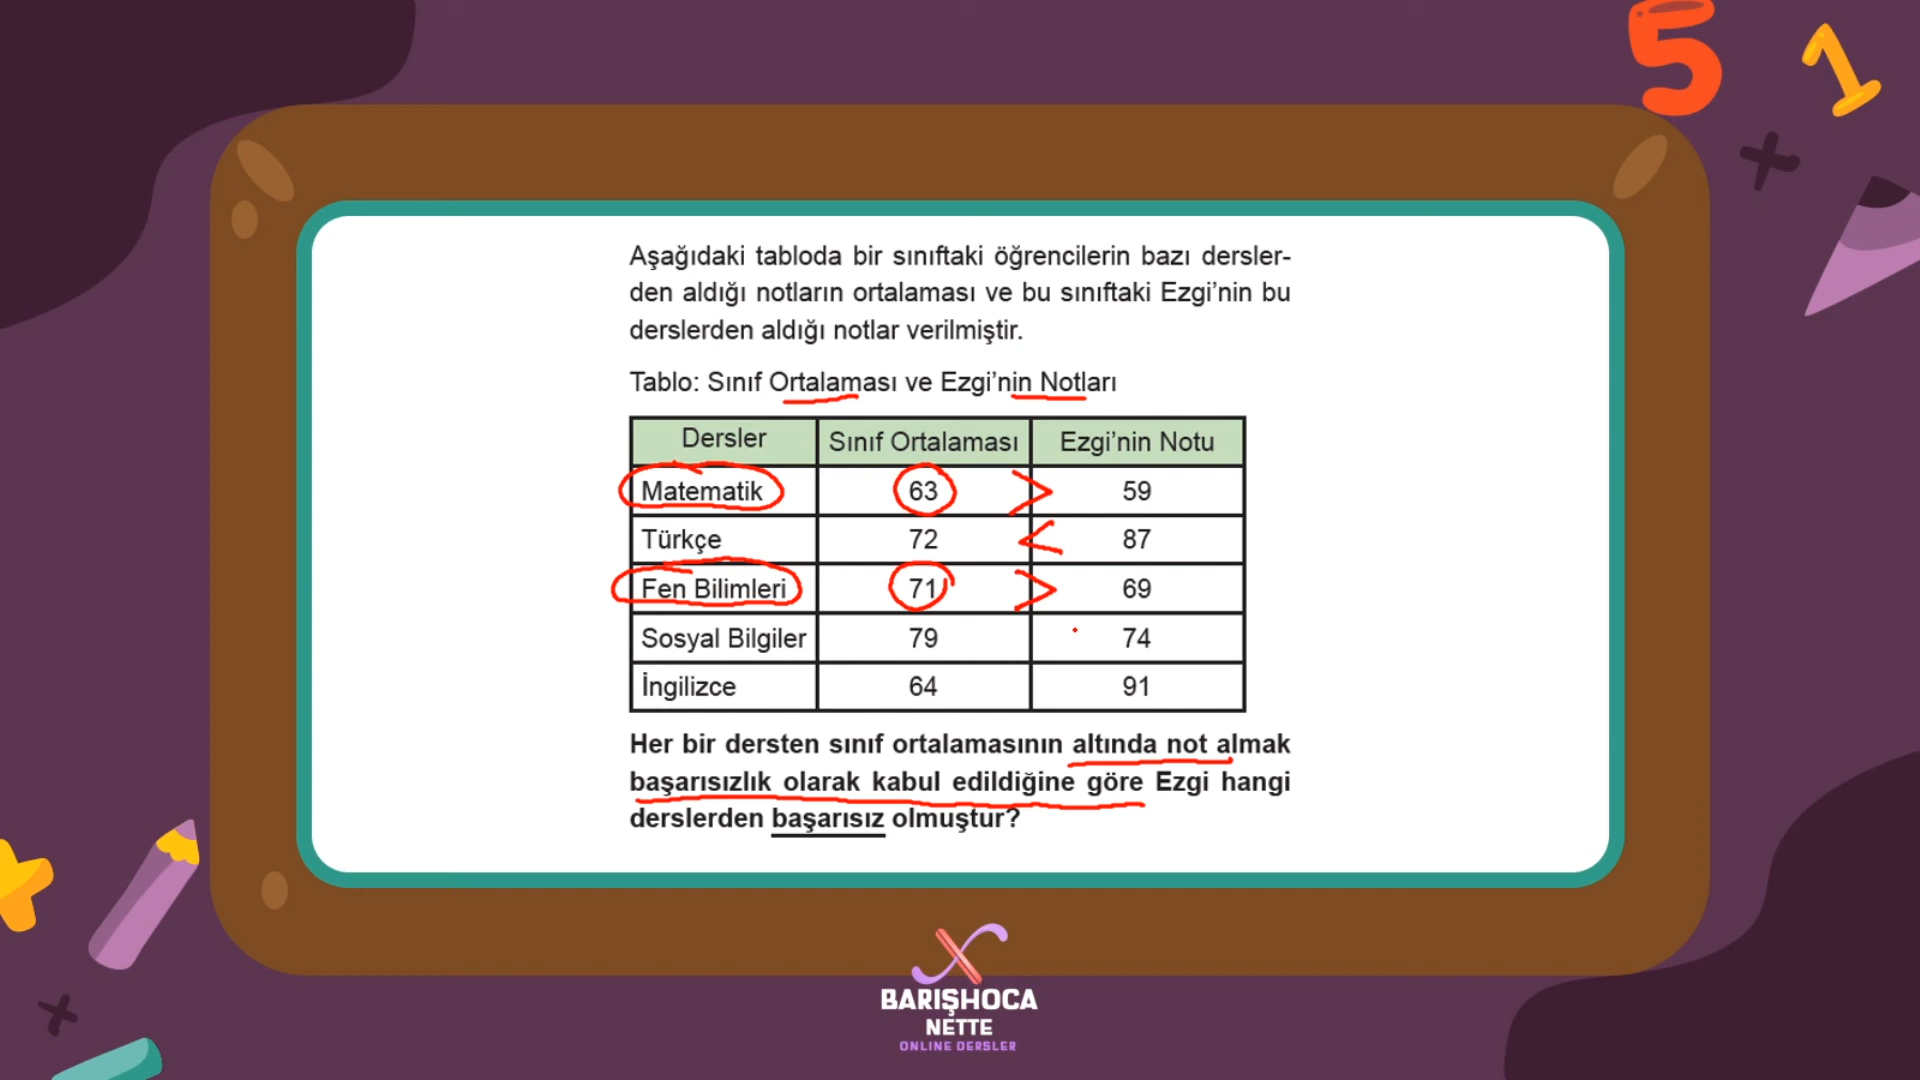 5 1
Aşağıdaki tabloda bir sınıftaki öğrencilerin bazı dersler-
den aldığı notların ortalaması ve bu sınıftaki Ezgi’nin bu
derslerden aldığı notlar verilmiştir.
Tablo: Sınıf Ortalaması ve Ezgi’nin Notları
Dersler Sınıf Ortalaması Ezgi’nin Notu
Matematik 63 > 59
Türkçe 72 < 87
Fen Bilimleri 71 > 69
Sosyal Bilgiler 79 74
İngilizce 64 91
Her bir dersten sınıf ortalamasının altında not almak
başarısızlık olarak kabul edildiğine göre Ezgi hangi
derslerden başarısız olmuştur?
BARIŞHOCA
NETTE
ONLINE DERSLER